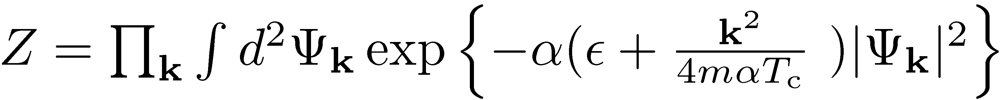 Z = ∏_𝐤 ∫ d²Ψ_𝐤 exp{−α(ϵ + 𝐤²/(4mαT_c))|Ψ_𝐤|²}